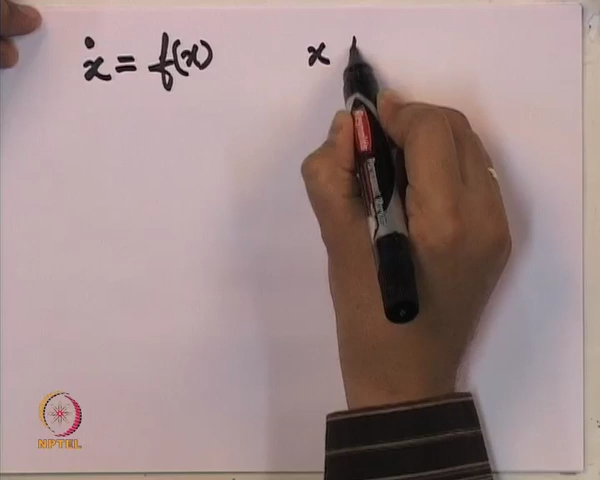 ẋ = f(x) x
NPTEL